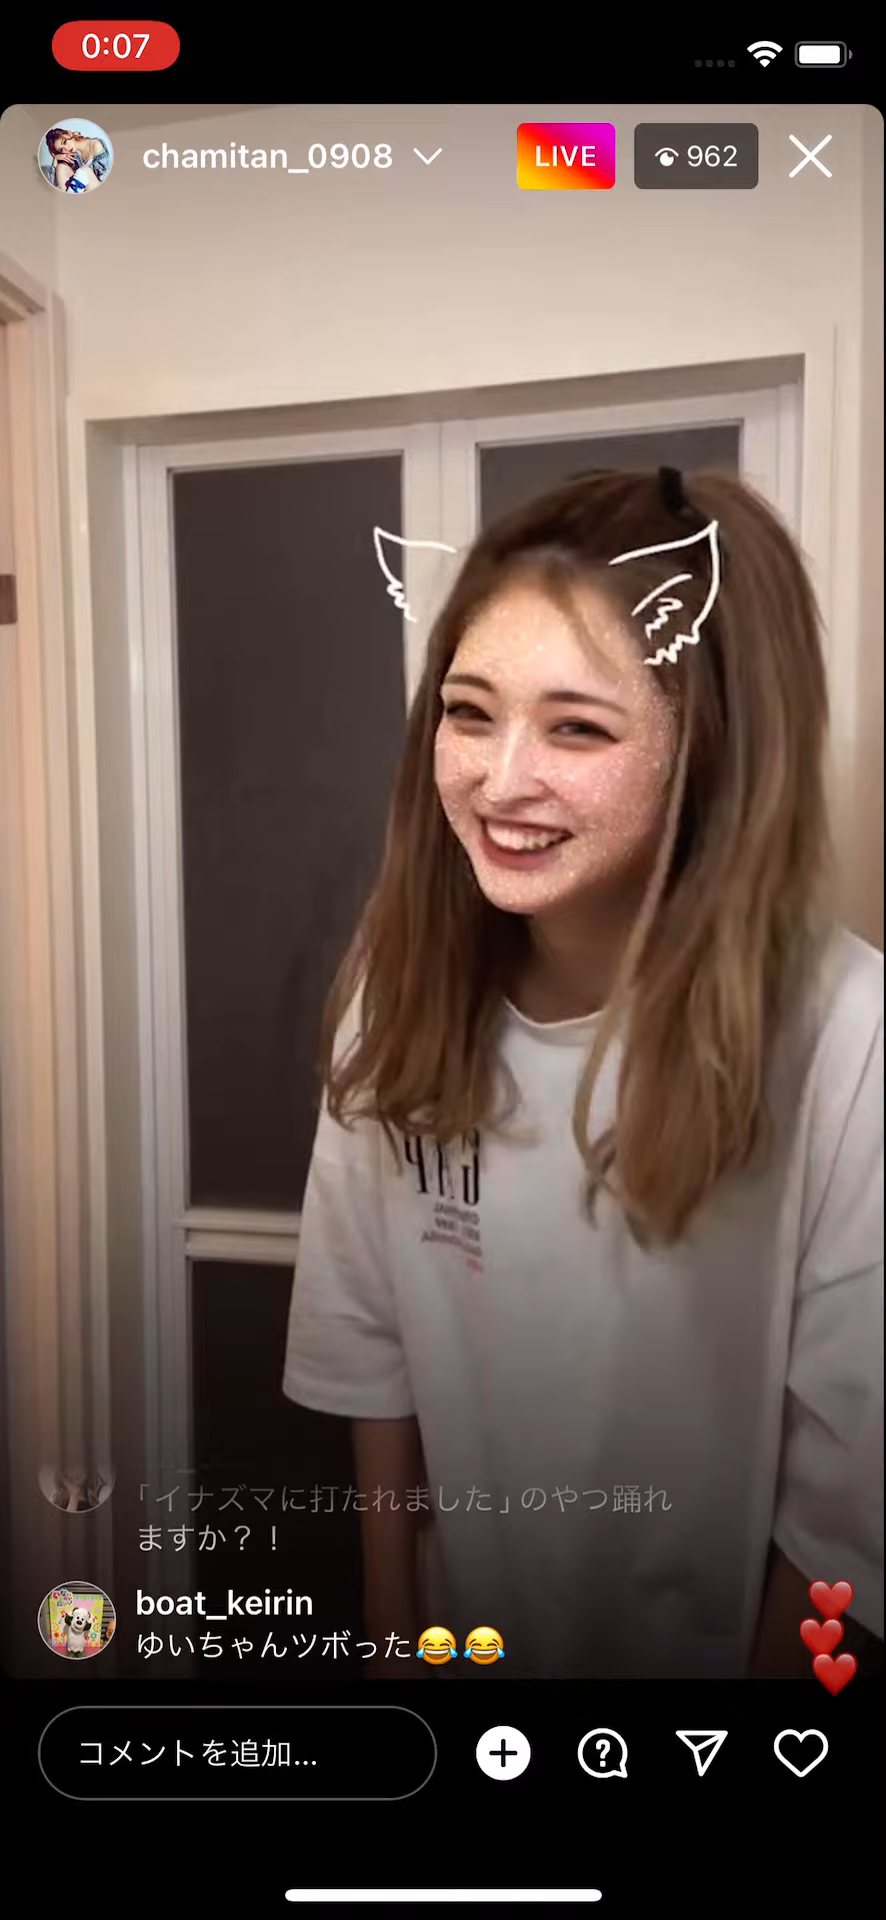 0:07
chamitan_0908
LIVE
962
「イナズマに打たれました」のやつ踊れ
ますか？！
boat_keirin
ゆいちゃんツボった😂😂
コメントを追加...